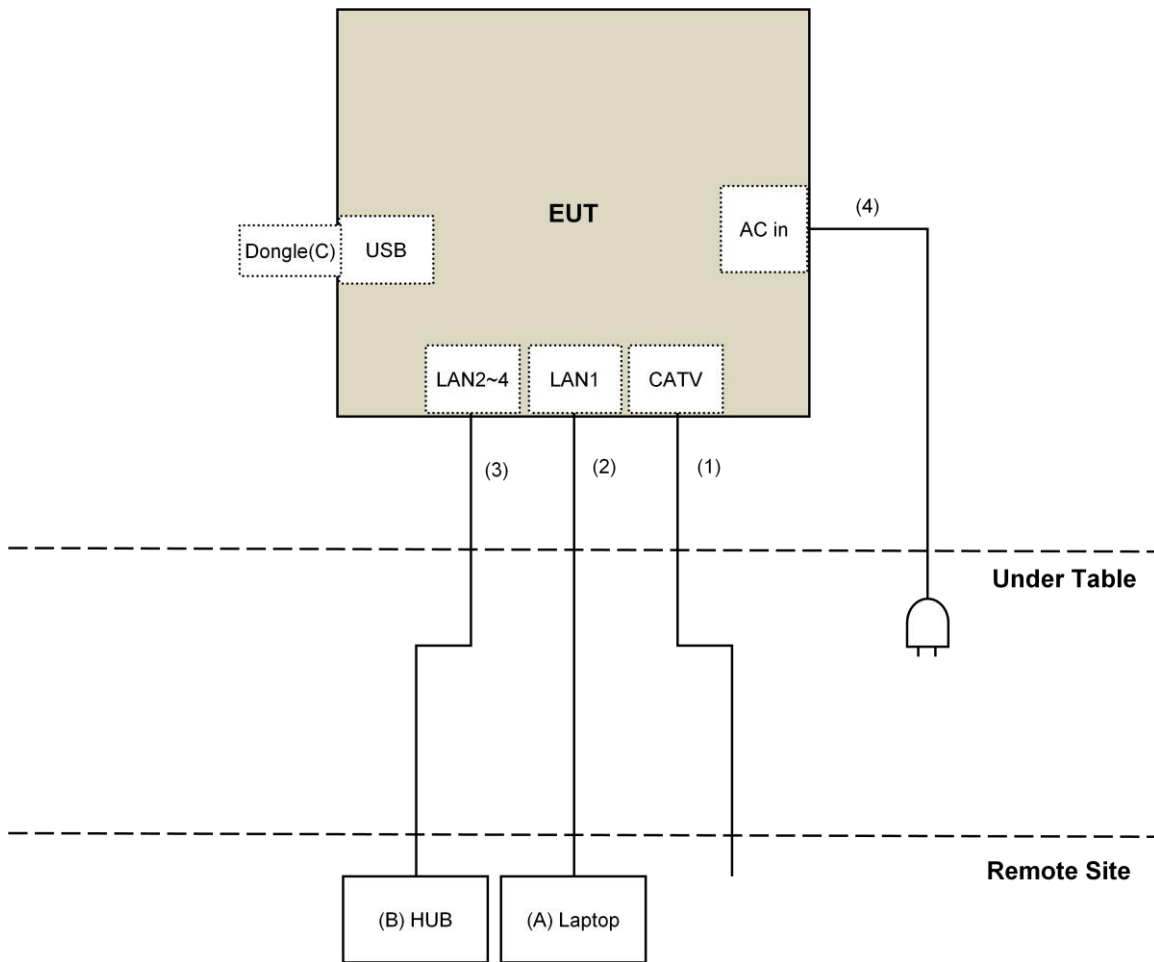 EUT
(4)
AC in
Dongle(C)
USB
LAN2~4
LAN1
CATV
(3)
(2)
(1)
Under Table
Remote Site
(B) HUB
(A) Laptop